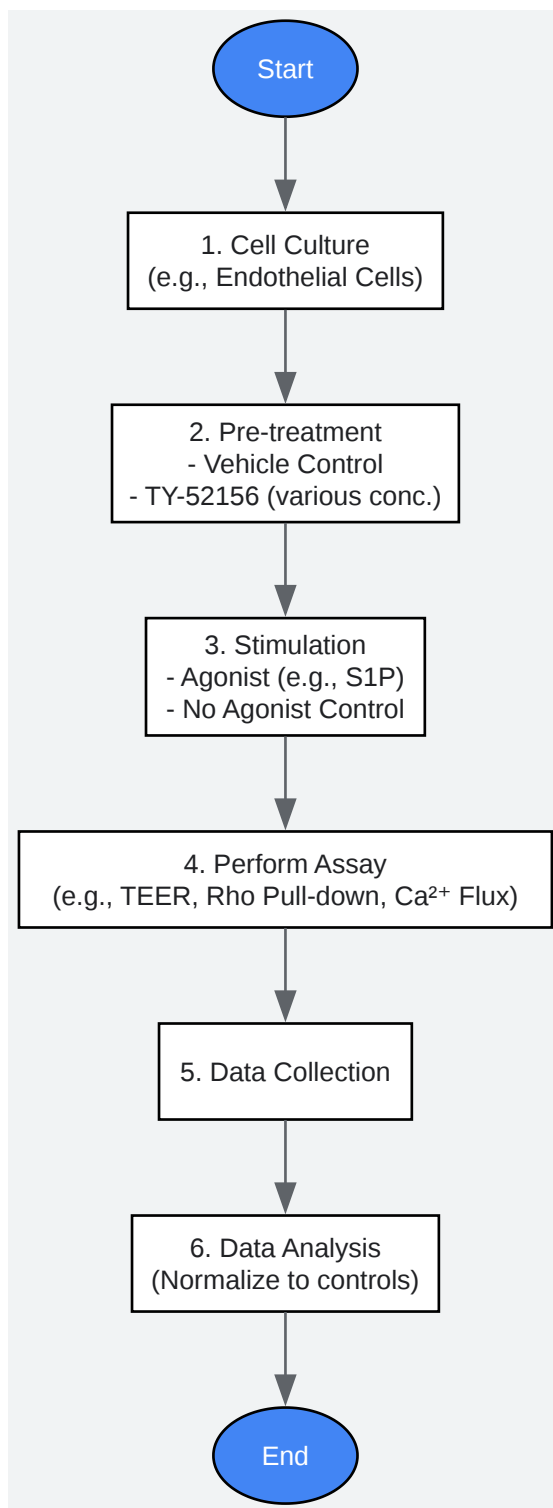 Start
1. Cell Culture
(e.g., Endothelial Cells)
2. Pre-treatment
- Vehicle Control
- TY-52156 (various conc.)
3. Stimulation
- Agonist (e.g., S1P)
- No Agonist Control
4. Perform Assay
(e.g., TEER, Rho Pull-down, Ca²⁺ Flux)
5. Data Collection
6. Data Analysis
(Normalize to controls)
End